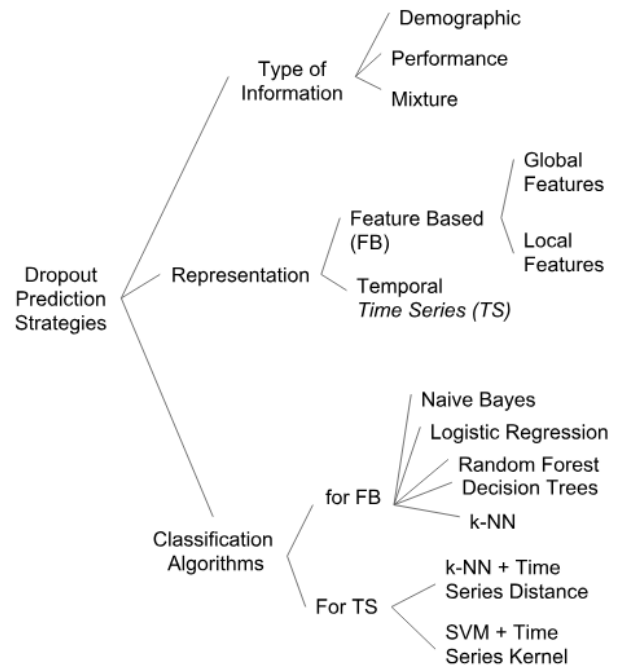 Dropout
Prediction
Strategies
Type of
Information
Demographic
Performance
Mixture
Representation
Feature Based
(FB)
Global
Features
Local
Features
Temporal
Time Series (TS)
Classification
Algorithms
for FB
Naive Bayes
Logistic Regression
Random Forest
Decision Trees
k-NN
For TS
k-NN + Time
Series Distance
SVM + Time
Series Kernel